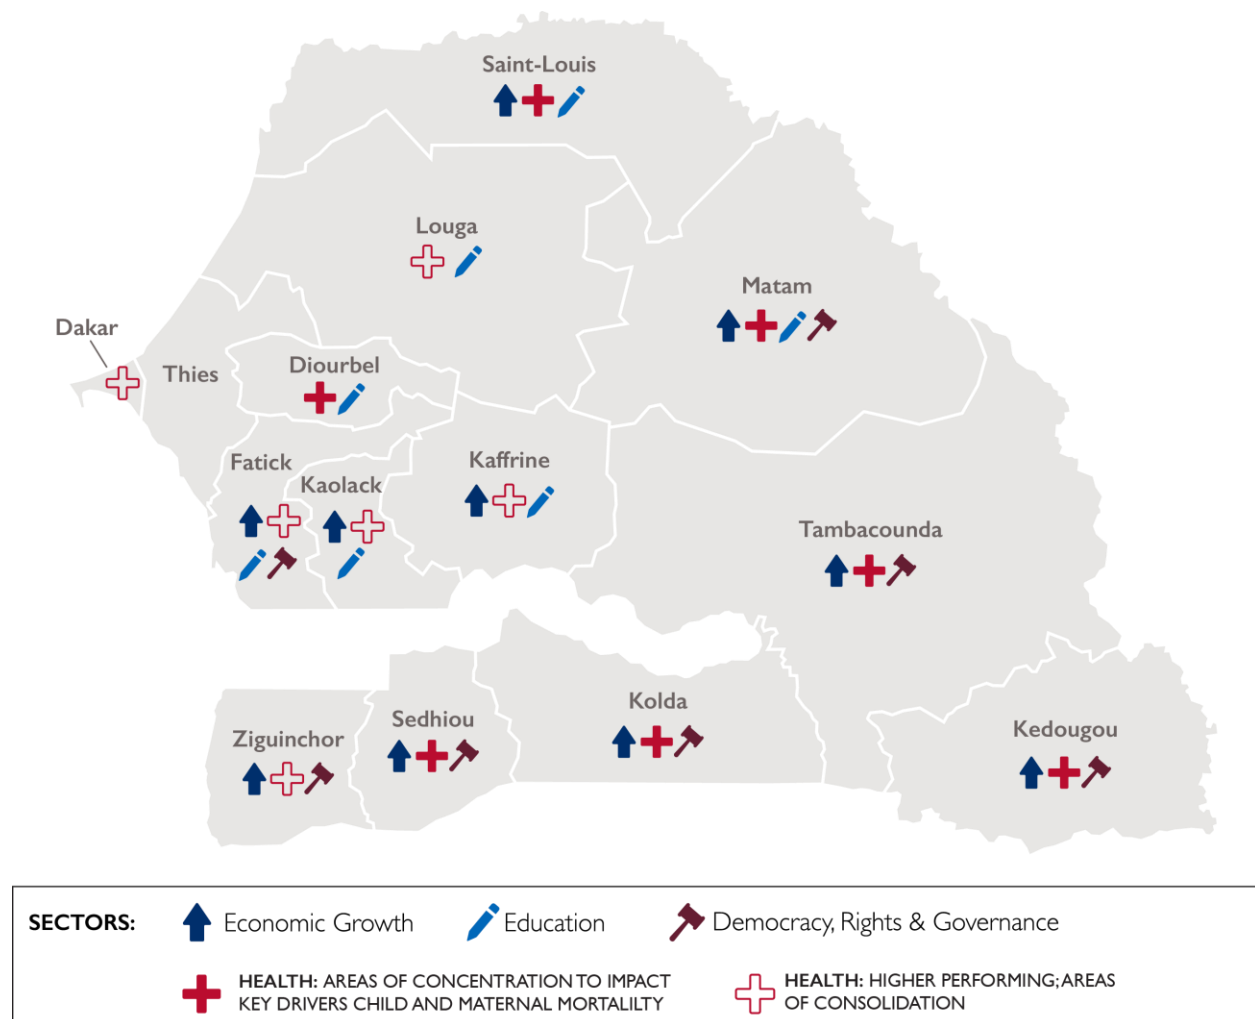 Saint-Louis
Louga
Matam
Dakar
Thies
Diourbel
Fatick
Kaolack
Kaffrine
Tambacounda
Ziguinchor
Sedhiou
Kolda
Kedougou
SECTORS:
Economic Growth
Education
Democracy, Rights & Governance
HEALTH: AREAS OF CONCENTRATION TO IMPACT
KEY DRIVERS CHILD AND MATERNAL MORTALILTY
HEALTH: HIGHER PERFORMING; AREAS
OF CONSOLIDATION